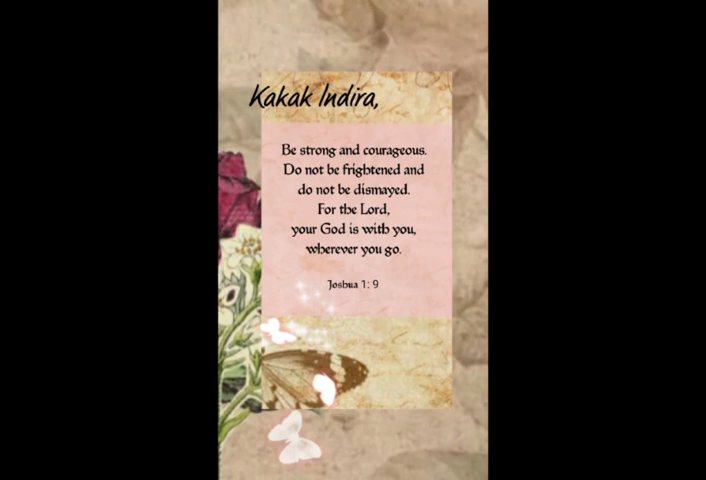 Kakak Indira,
Be strong and courageous.
Do not be frightened and
do not be dismayed.
For the Lord,
your God is with you,
wherever you go.
Joshua 1: 9